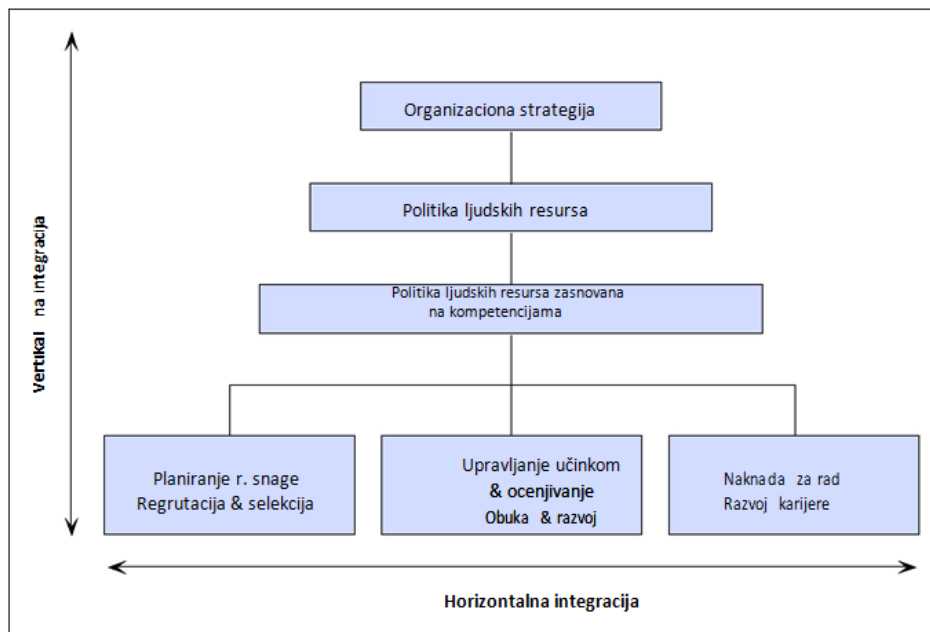 Organizaciona strategija
Politika ljudskih resursa
Politika ljudskih resursa zasnovana
na kompetencijama
Vertikal na integracija
Planiranje r. snage
Regrutacija & selekcija
Upravljanje učinkom
& ocenjivanje
Obuka & razvoj
Naknada za rad
Razvoj karijere
Horizontalna integracija